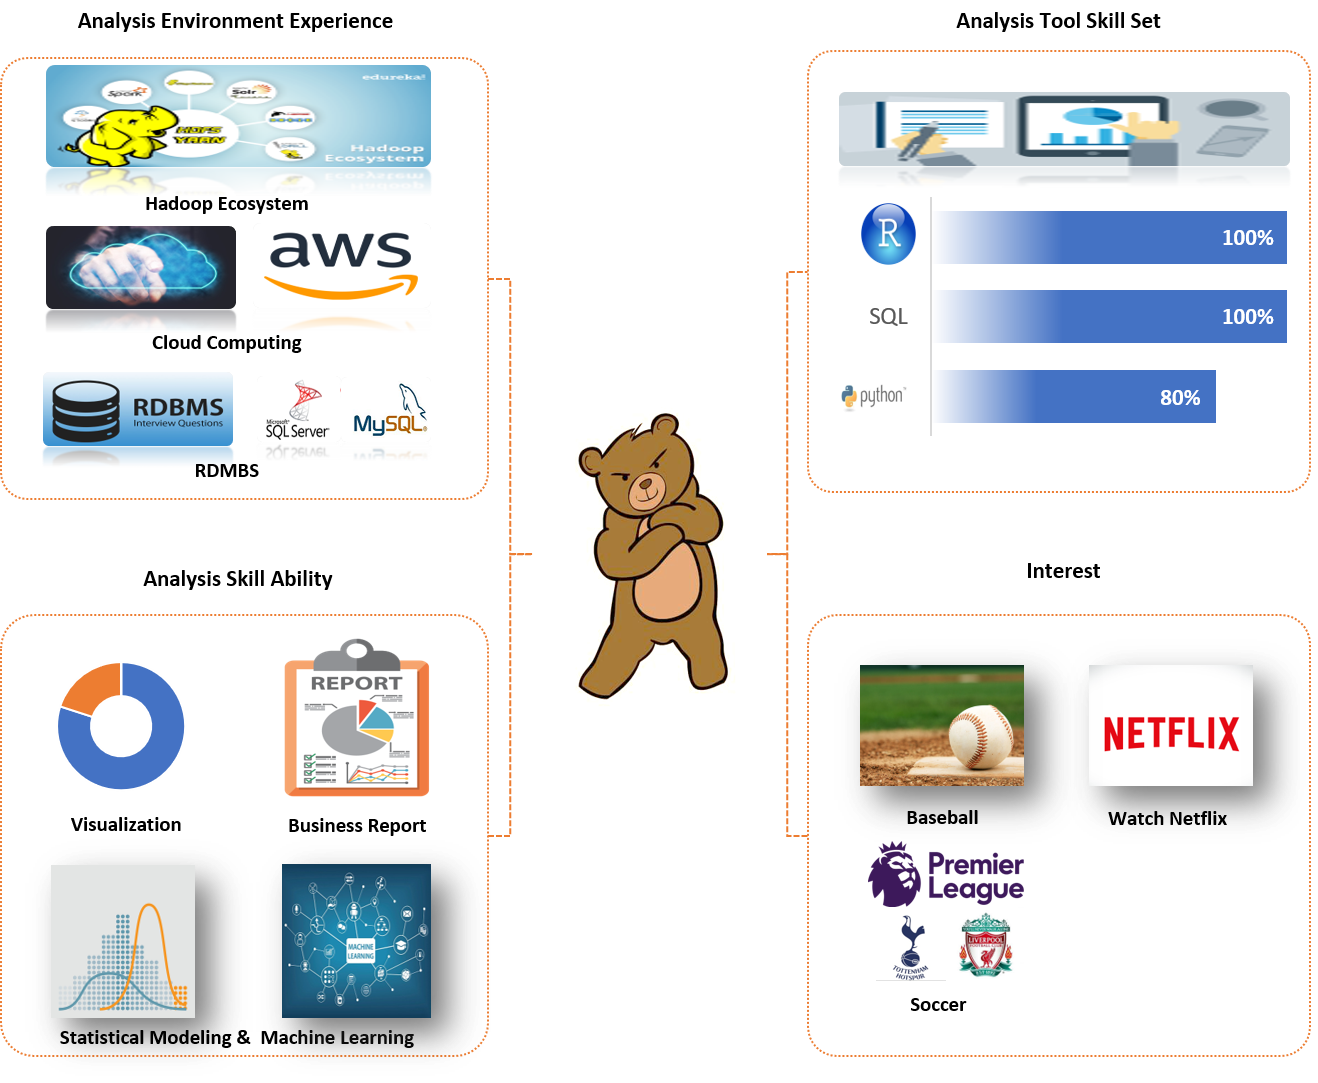 Analysis Environment Experience
edureka!
Spark
Solr
HDFS
YARN
Hadoop
Ecosystem
Hadoop Ecosystem
aws
Cloud Computing
RDBMS
Interview Questions
Microsoft
SQL Server
MySQL
RDMBS
Analysis Tool Skill Set
R
100%
SQL
100%
python
80%
Analysis Skill Ability
REPORT
Visualization
Business Report
MACHINE
LEARNING
Statistical Modeling & Machine Learning
Interest
NETFLIX
Baseball
Watch Netflix
Premier
League
TOTTENHAM
HOTSPUR
LIVERPOOL
FOOTBALL CLUB
EST 1892
Soccer